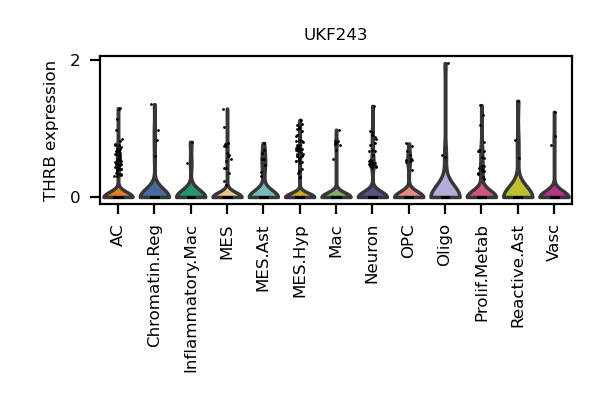 UKF243
THRB expression
2
0
AC
Chromatin.Reg
Inflammatory.Mac
MES
MES.Ast
MES.Hyp
Mac
Neuron
OPC
Oligo
Prolif.Metab
Reactive.Ast
Vasc